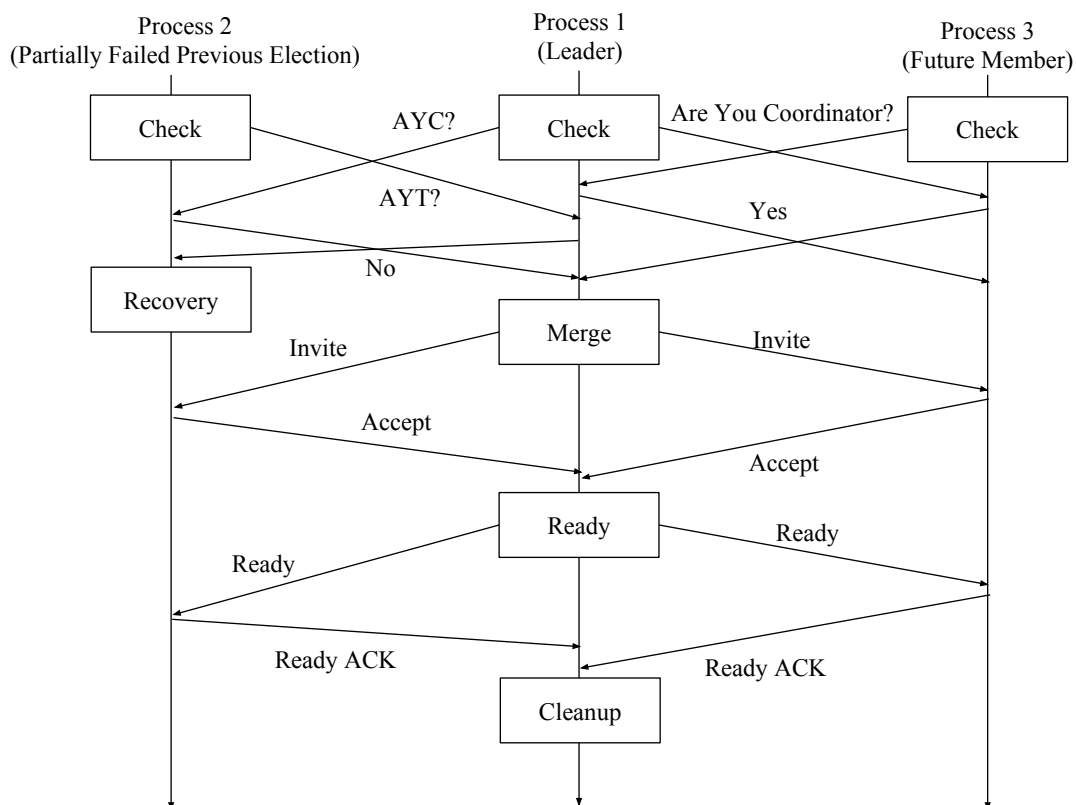 Process 2
(Partially Failed Previous Election)
Process 1
(Leader)
Process 3
(Future Member)
Check
AYC?
Check
Are You Coordinator?
Check
AYT?
Yes
No
Recovery
Merge
Invite
Invite
Accept
Accept
Ready
Ready
Ready
Ready ACK
Ready ACK
Cleanup